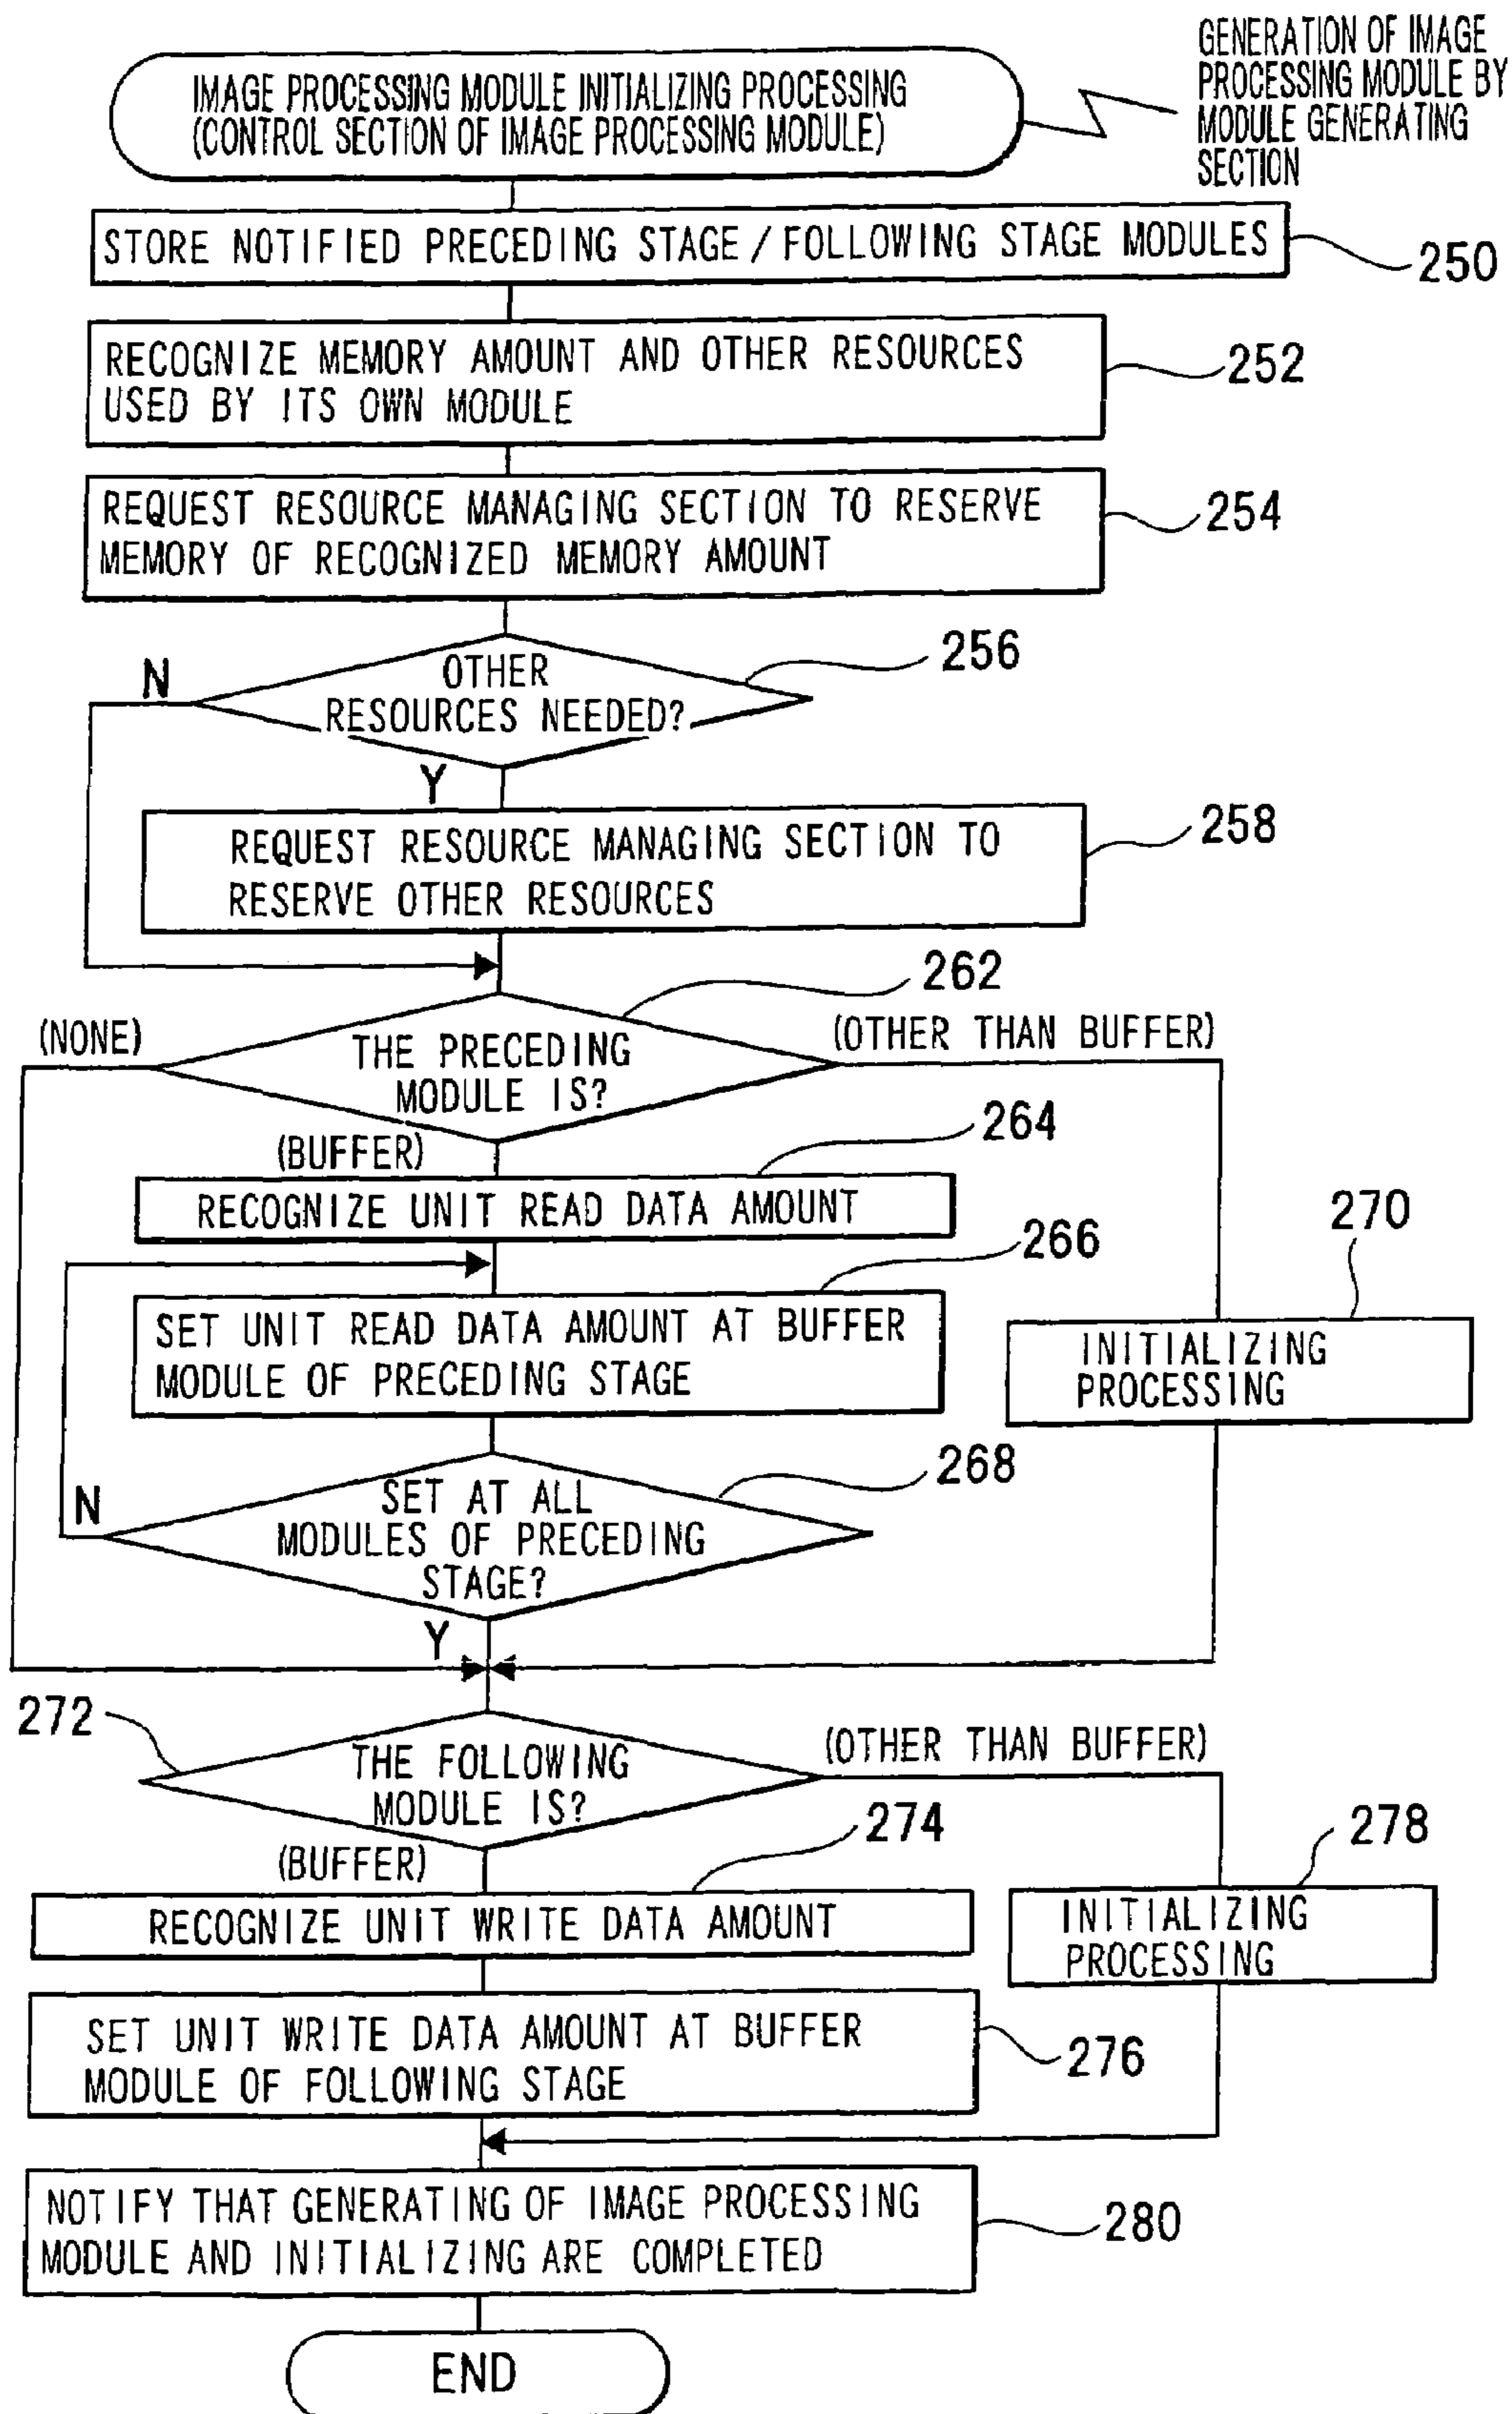 GENERATION OF IMAGE
PROCESSING MODULE BY
MODULE GENERATING
SECTION
IMAGE PROCESSING MODULE INITIALIZING PROCESSING
(CONTROL SECTION OF IMAGE PROCESSING MODULE)
STORE NOTIFIED PRECEDING STAGE/FOLLOWING STAGE MODULES
250
RECOGNIZE MEMORY AMOUNT AND OTHER RESOURCES
USED BY ITS OWN MODULE
252
REQUEST RESOURCE MANAGING SECTION TO RESERVE
MEMORY OF RECOGNIZED MEMORY AMOUNT
254
256
N
OTHER
RESOURCES NEEDED?
Y
REQUEST RESOURCE MANAGING SECTION TO
RESERVE OTHER RESOURCES
258
262
(NONE)
THE PRECEDING
MODULE IS?
(OTHER THAN BUFFER)
(BUFFER)
264
RECOGNIZE UNIT READ DATA AMOUNT
266
270
SET UNIT READ DATA AMOUNT AT BUFFER
MODULE OF PRECEDING STAGE
INITIALIZING
PROCESSING
268
N
SET AT ALL
MODULES OF PRECEDING
STAGE?
Y
272
THE FOLLOWING
MODULE IS?
(OTHER THAN BUFFER)
(BUFFER)
274
278
RECOGNIZE UNIT WRITE DATA AMOUNT
INITIALIZING
PROCESSING
SET UNIT WRITE DATA AMOUNT AT BUFFER
MODULE OF FOLLOWING STAGE
276
NOTIFY THAT GENERATING OF IMAGE PROCESSING
MODULE AND INITIALIZING ARE COMPLETED
280
END